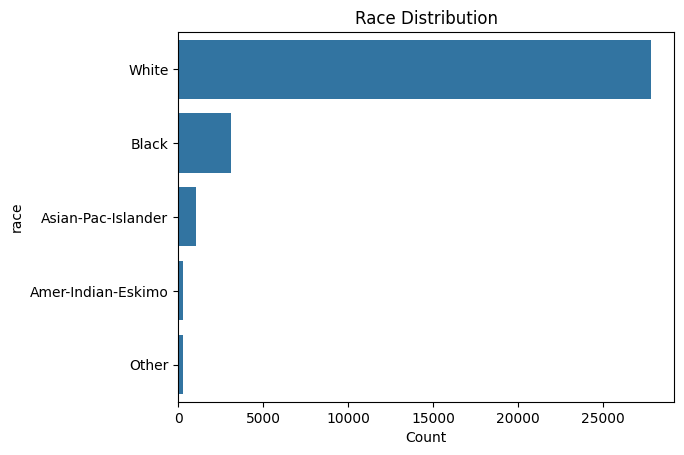 Race Distribution
White
Black
Asian-Pac-Islander
Amer-Indian-Eskimo
Other
race
0 5000 10000 15000 20000 25000
Count